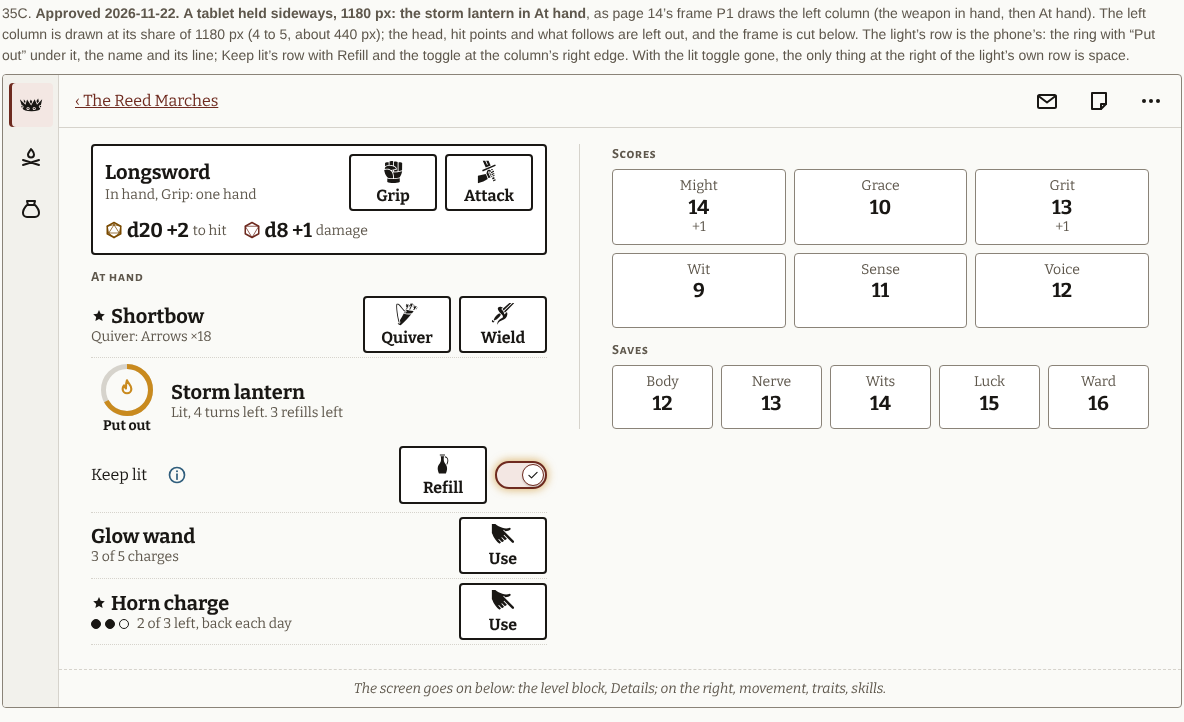 35C. Approved 2026-11-22. A tablet held sideways, 1180 px: the storm lantern in At hand, as page 14's frame P1 draws the left column (the weapon in hand, then At hand). The left
column is drawn at its share of 1180 px (4 to 5, about 440 px); the head, hit points and what follows are left out, and the frame is cut below. The light's row is the phone's: the ring with “Put
out” under it, the name and its line; Keep lit's row with Refill and the toggle at the column's right edge. With the lit toggle gone, the only thing at the right of the light's own row is space.
‹ The Reed Marches
Longsword
In hand, Grip: one hand
Grip
Attack
d20 +2 to hit
d8 +1 damage
At hand
Shortbow
Quiver: Arrows ×18
Quiver
Wield
Put out
Storm lantern
Lit, 4 turns left. 3 refills left
Keep lit
Refill
Glow wand
3 of 5 charges
Use
Horn charge
2 of 3 left, back each day
Use
Scores
Might
14
+1
Grace
10
Grit
13
+1
Wit
9
Sense
11
Voice
12
Saves
Body
12
Nerve
13
Wits
14
Luck
15
Ward
16
The screen goes on below: the level block, Details; on the right, movement, traits, skills.